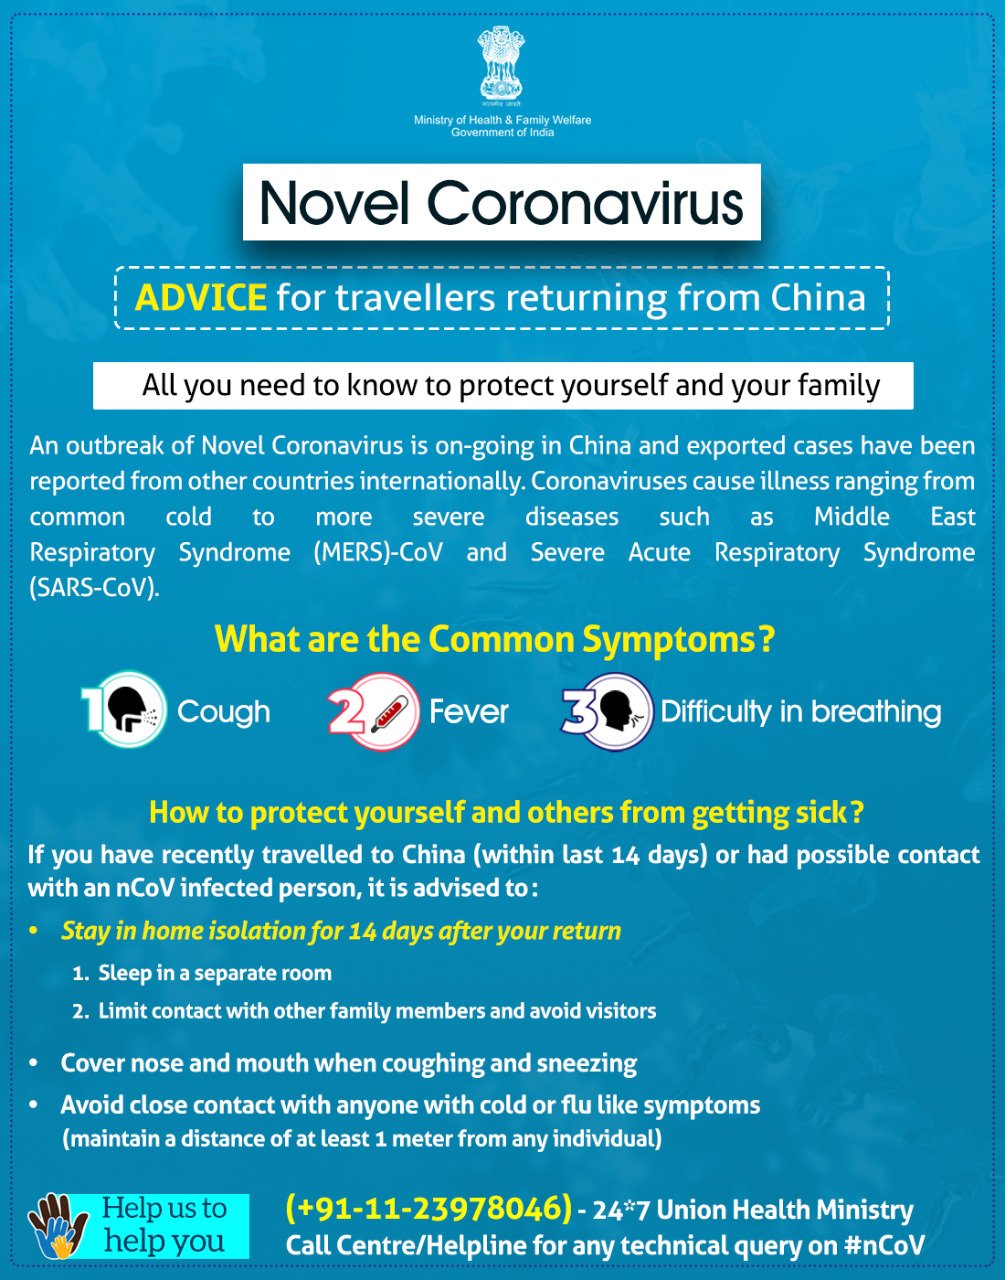 सत्यमेव जयते
Ministry of Health & Family Welfare
Government of India
Novel Coronavirus
ADVICE for travellers returning from China
All you need to know to protect yourself and your family
An outbreak of Novel Coronavirus is on-going in China and exported cases have been
reported from other countries internationally. Coronaviruses cause illness ranging from
common cold to more severe diseases such as Middle East
Respiratory Syndrome (MERS)-CoV and Severe Acute Respiratory Syndrome
(SARS-CoV).
What are the Common Symptoms?
1 Cough 2 Fever 3 Difficulty in breathing
How to protect yourself and others from getting sick?
If you have recently travelled to China (within last 14 days) or had possible contact
with an nCoV infected person, it is advised to:
• Stay in home isolation for 14 days after your return
1. Sleep in a separate room
2. Limit contact with other family members and avoid visitors
• Cover nose and mouth when coughing and sneezing
• Avoid close contact with anyone with cold or flu like symptoms
(maintain a distance of at least 1 meter from any individual)
Help us to
help you
(+91-11-23978046) - 24*7 Union Health Ministry
Call Centre/Helpline for any technical query on #nCoV